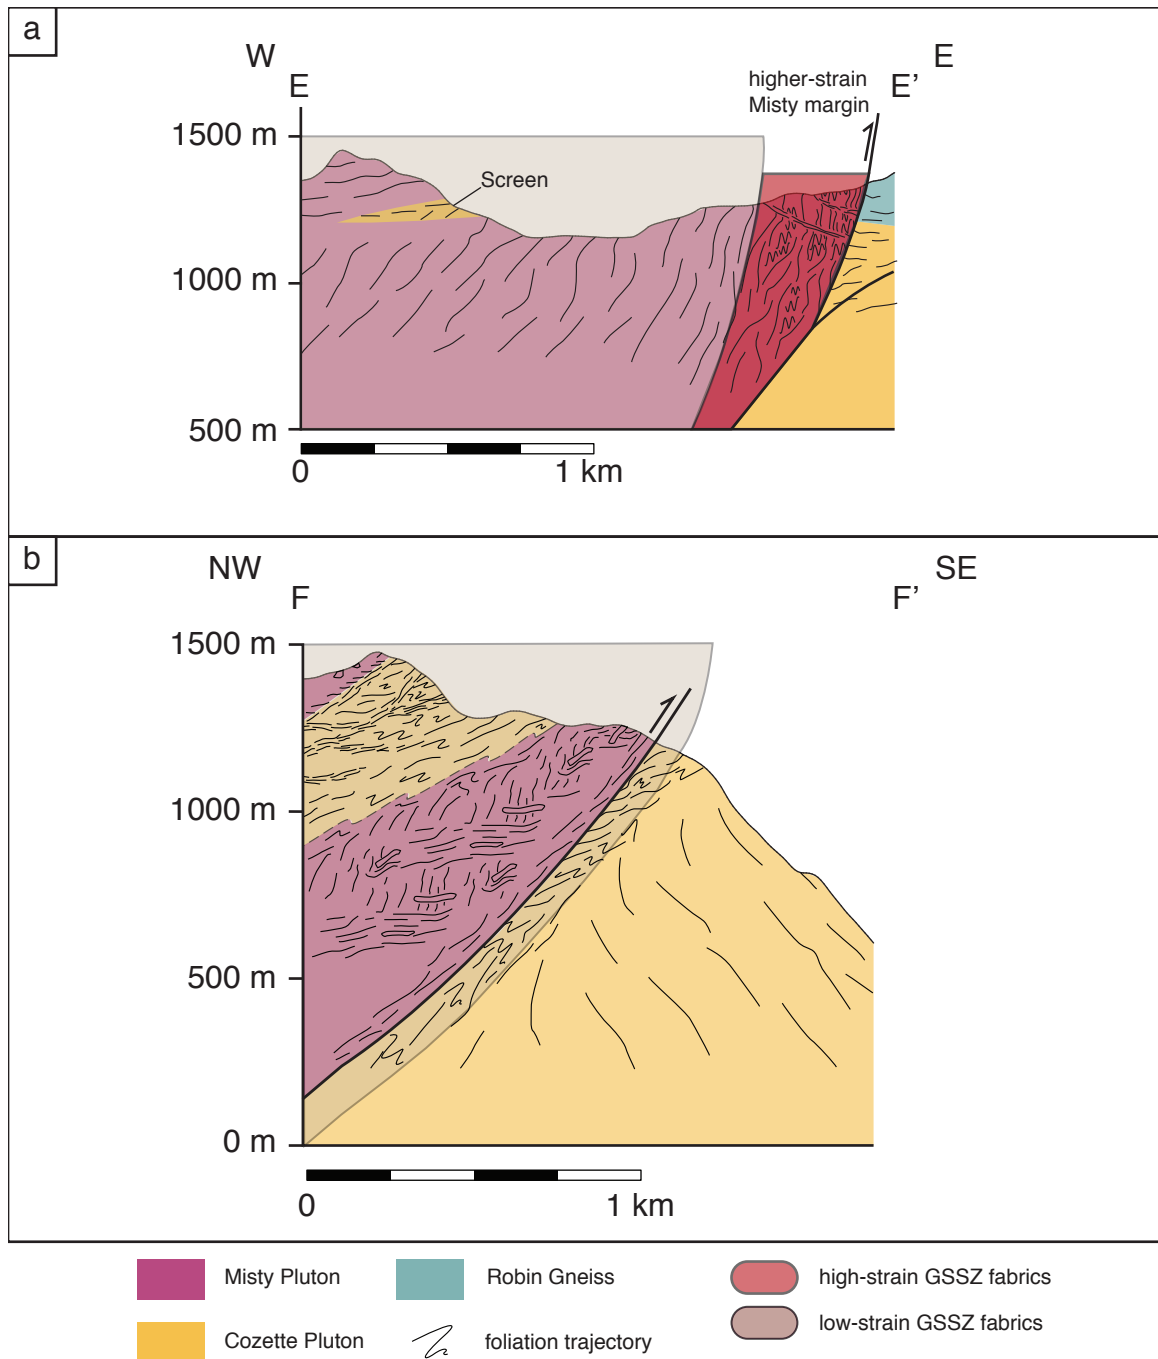 a
W
E
E
E'
higher-strain
Misty margin
1500 m
Screen
1000 m
500 m
0
1 km
b
NW
SE
F
F'
1500 m
1000 m
500 m
0 m
0
1 km
Misty Pluton
Robin Gneiss
high-strain GSSZ fabrics
Cozette Pluton
foliation trajectory
low-strain GSSZ fabrics